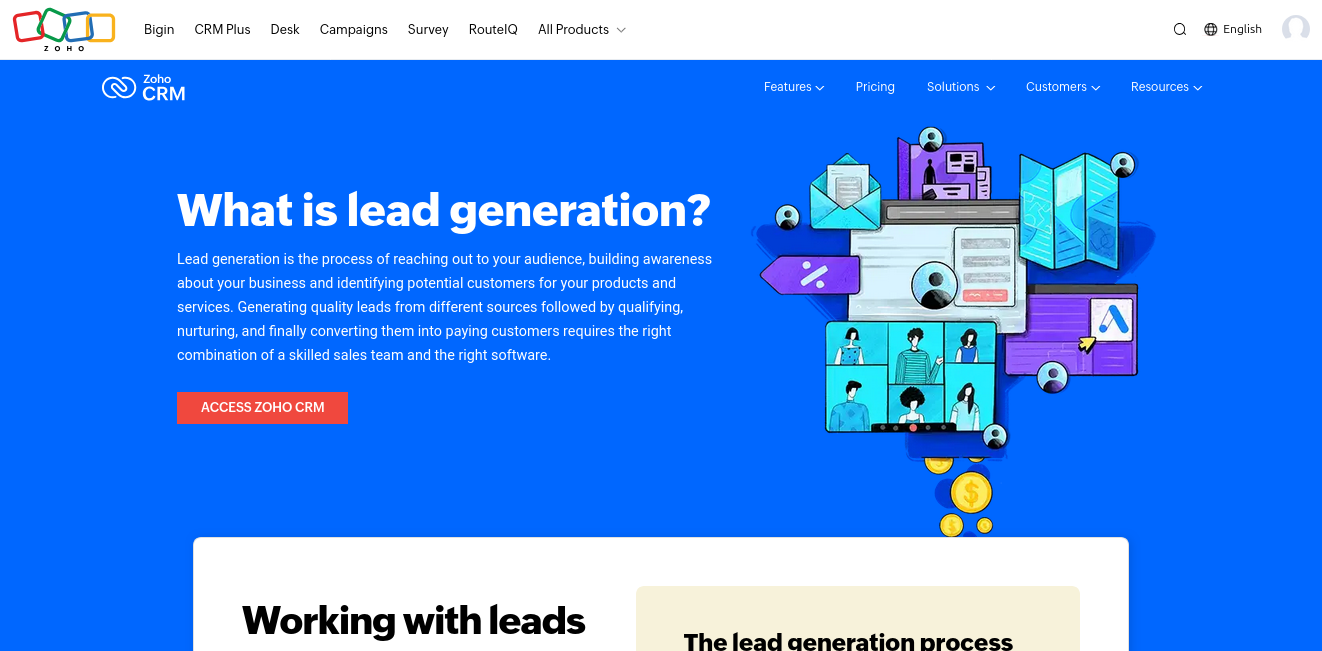 Bigin CRM Plus Desk Campaigns Survey RouteIQ All Products English
ZOHO
Zoho
CRM
Features Pricing Solutions Customers Resources
What is lead generation?
Lead generation is the process of reaching out to your audience, building awareness
about your business and identifying potential customers for your products and
services. Generating quality leads from different sources followed by qualifying,
nurturing, and finally converting them into paying customers requires the right
combination of a skilled sales team and the right software.
ACCESS ZOHO CRM
Working with leads
The lead generation process